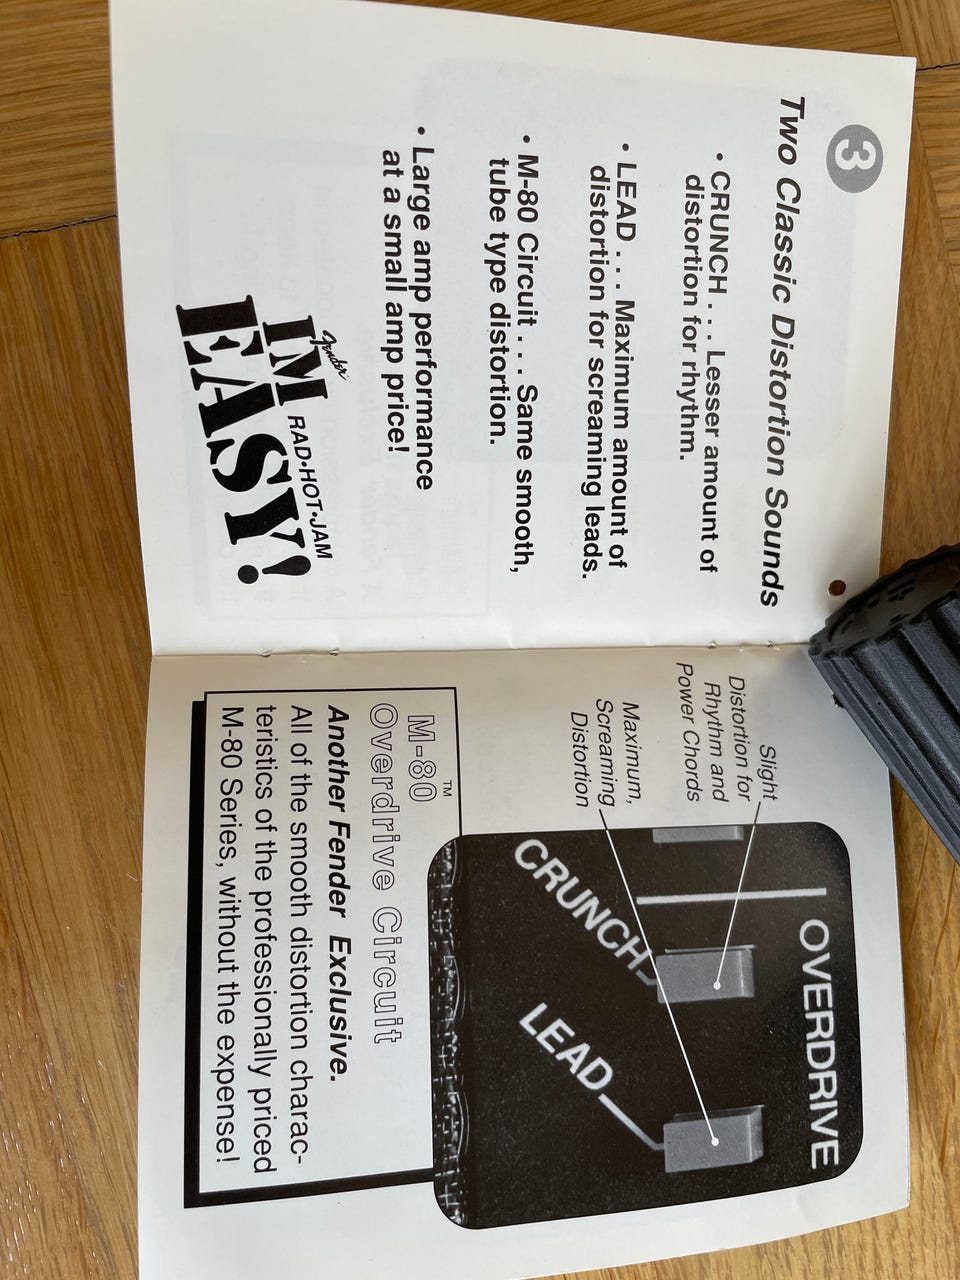 3
Two Classic Distortion Sounds
• CRUNCH . . . Lesser amount of
distortion for rhythm.
• LEAD . . . Maximum amount of
distortion for screaming leads.
• M-80 Circuit . . . Same smooth,
tube type distortion.
• Large amp performance
at a small amp price!
Fender
IM RAD•HOT•JAM
EASY!
Slight
Distortion for
Rhythm and
Power Chords
Maximum,
Screaming
Distortion
OVERDRIVE
CRUNCH
LEAD
M-80™
Overdrive Circuit
Another Fender Exclusive.
All of the smooth distortion charac-
teristics of the professionally priced
M-80 Series, without the expense!